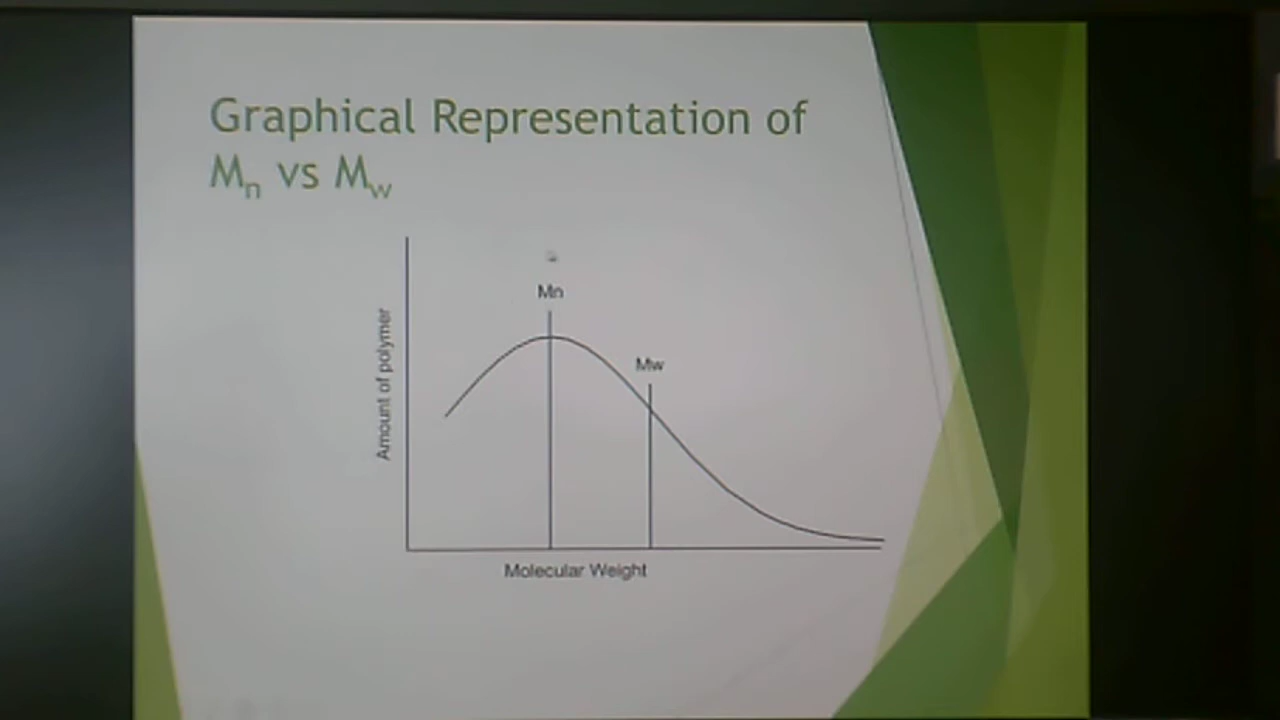 Graphical Representation of
Mn vs Mw
Mn
Mw
Amount of polymer
Molecular Weight